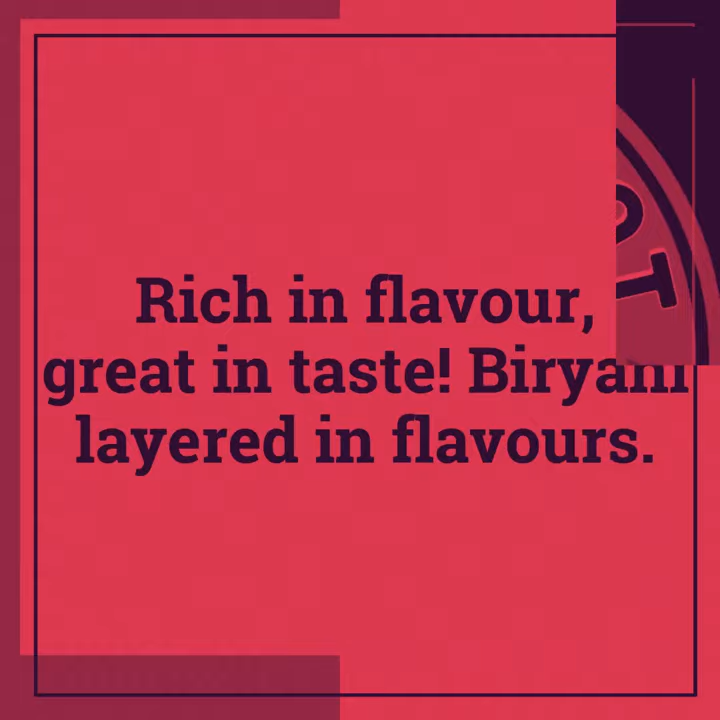 Rich in flavour,
great in taste! Biryani
layered in flavours.